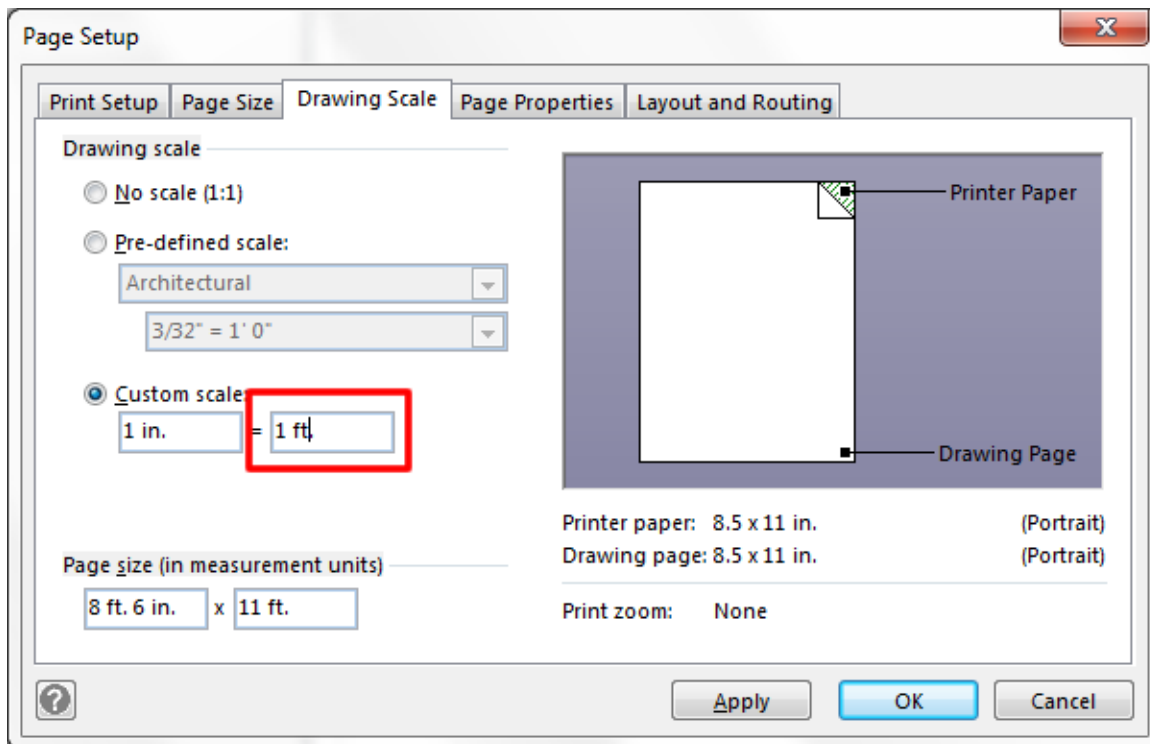 Page Setup
Print Setup Page Size Drawing Scale Page Properties Layout and Routing
Drawing scale
No scale (1:1)
Pre-defined scale:
Architectural
3/32" = 1' 0"
Custom scale:
1 in. = 1 ft.
Page size (in measurement units)
8 ft. 6 in. x 11 ft.
Printer Paper
Drawing Page
Printer paper: 8.5 x 11 in. (Portrait)
Drawing page: 8.5 x 11 in. (Portrait)
Print zoom: None
? Apply OK Cancel